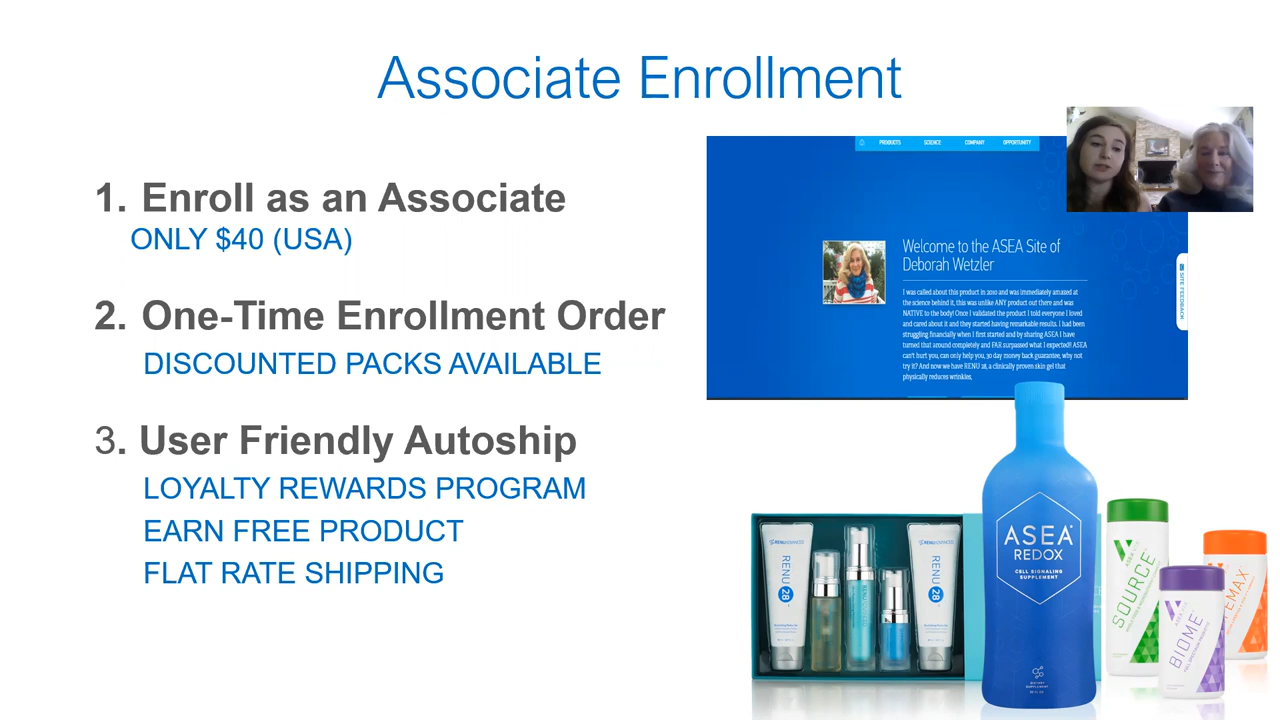 Associate Enrollment
1. Enroll as an Associate
ONLY $40 (USA)
2. One-Time Enrollment Order
DISCOUNTED PACKS AVAILABLE
3. User Friendly Autoship
LOYALTY REWARDS PROGRAM
EARN FREE PRODUCT
FLAT RATE SHIPPING
PRODUCTS SCIENCE COMPANY OPPORTUNITY
Welcome to the ASEA Site of
Deborah Wetzler
I was called about this product in 2010 and was immediately amazed at
the science behind it, this was unlike ANY product out there and was
NATIVE to the body! Once I validated the product I told everyone I loved
and cared about it and they started having remarkable results. I had been
struggling financially when I first started and by sharing ASEA I have
turned that around completely and FAR surpassed what I expected! ASEA
can't hurt you, can only help you, 30 day money back guarantee, why not
try it? And now we have RENU 28, a clinically proven skin gel that
physically reduces wrinkles,
SITE FEEDBACK
RENU 28
RENU 28
ASEA
REDOX
CELL SIGNALING
SUPPLEMENT
DIETARY
SUPPLEMENT
SOURCE
BIOME
EMAX